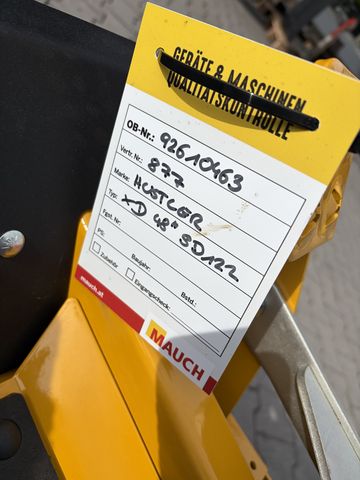 GERÄTE & MASCHINEN
QUALITÄTSKONTROLLE
OB-Nr.: 92610463
Vertr. Nr.: 877
Marke: HUSTLER
Typ: XD 48" SD122
Fgst. Nr:
PS: Baujahr: Bstd.:
Zubehör Eingangscheck:
mauch.at
MAUCH